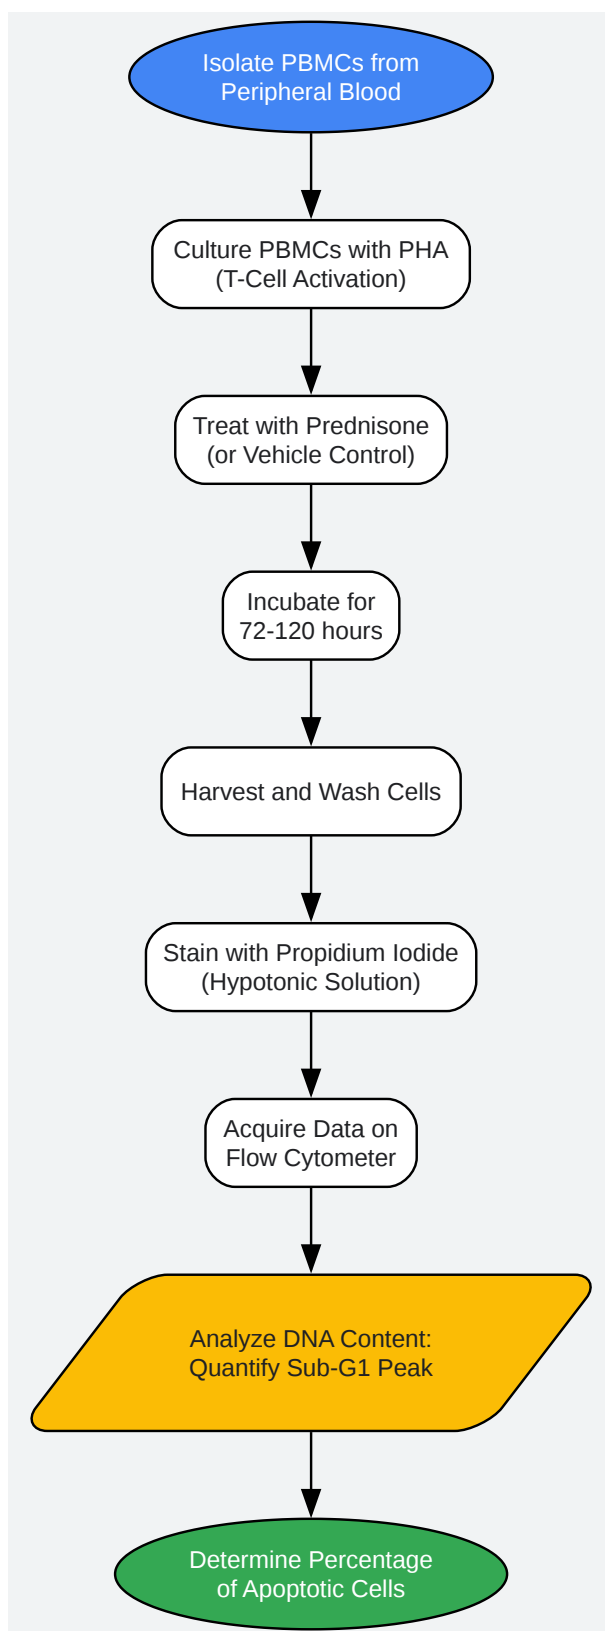 Isolate PBMCs from
Peripheral Blood
Culture PBMCs with PHA
(T-Cell Activation)
Treat with Prednisone
(or Vehicle Control)
Incubate for
72-120 hours
Harvest and Wash Cells
Stain with Propidium Iodide
(Hypotonic Solution)
Acquire Data on
Flow Cytometer
Analyze DNA Content:
Quantify Sub-G1 Peak
Determine Percentage
of Apoptotic Cells